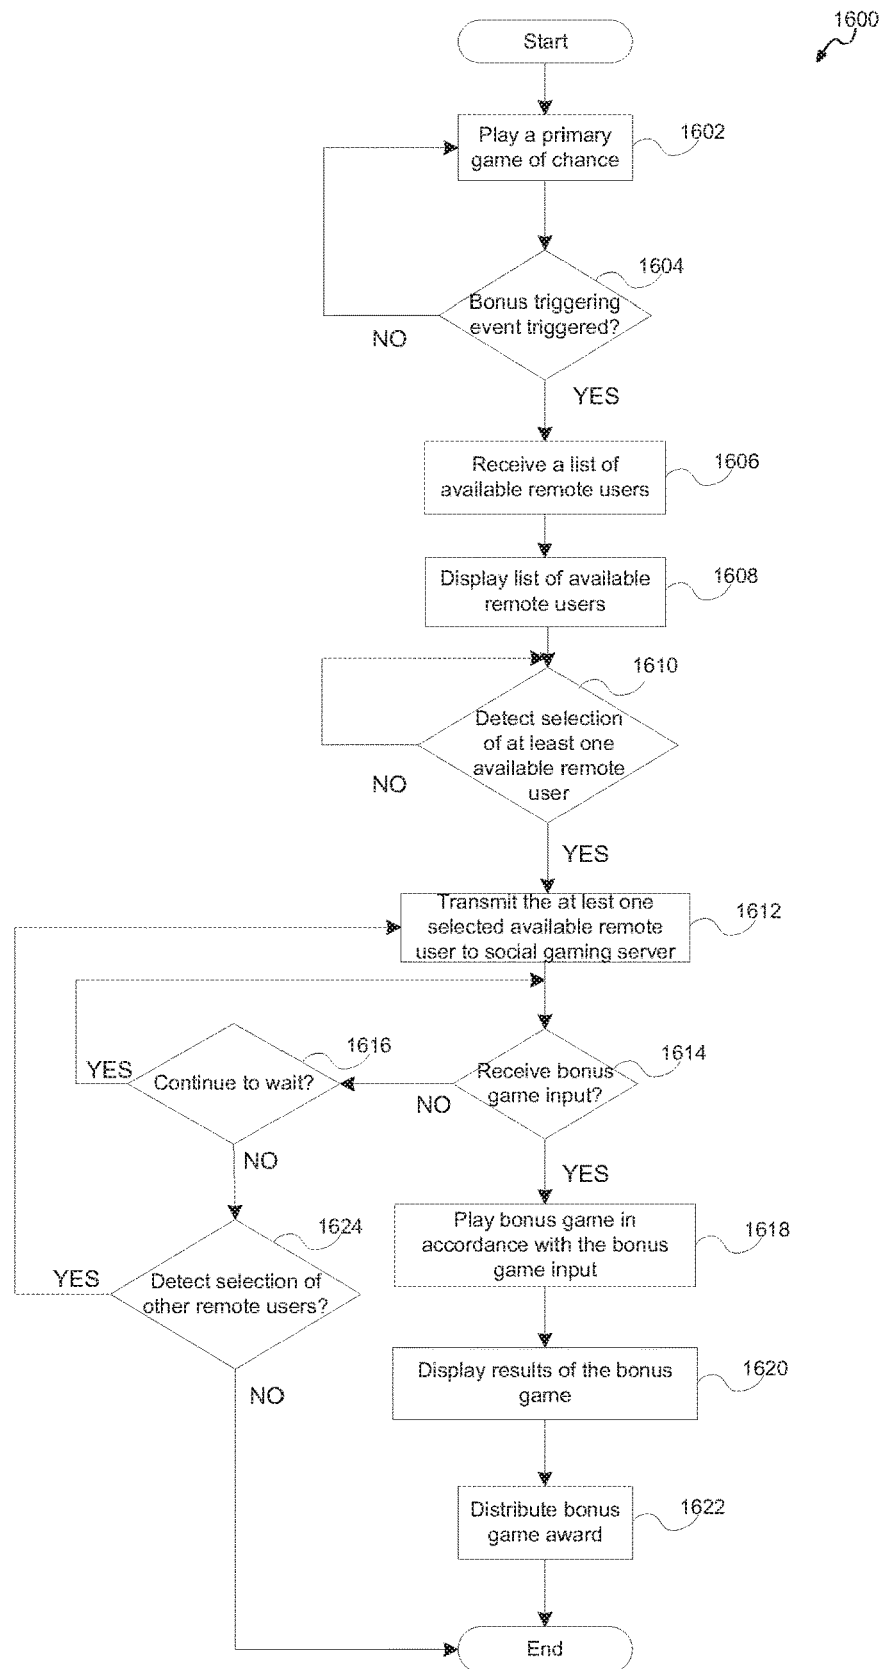 1600
Start
Play a primary
game of chance
1602
1604
Bonus triggering
event triggered?
NO
YES
Receive a list of
available remote users
1606
Display list of available
remote users
1608
1610
Detect selection
of at least one
available remote
user
NO
YES
Transmit the at lest one
selected available remote
user to social gaming server
1612
1616
YES
Continue to wait?
1614
Receive bonus
game input?
NO
NO
YES
1624
YES
Detect selection of
other remote users?
Play bonus game in
accordance with the bonus
game input
1618
NO
Display results of the bonus
game
1620
Distribute bonus
game award
1622
End